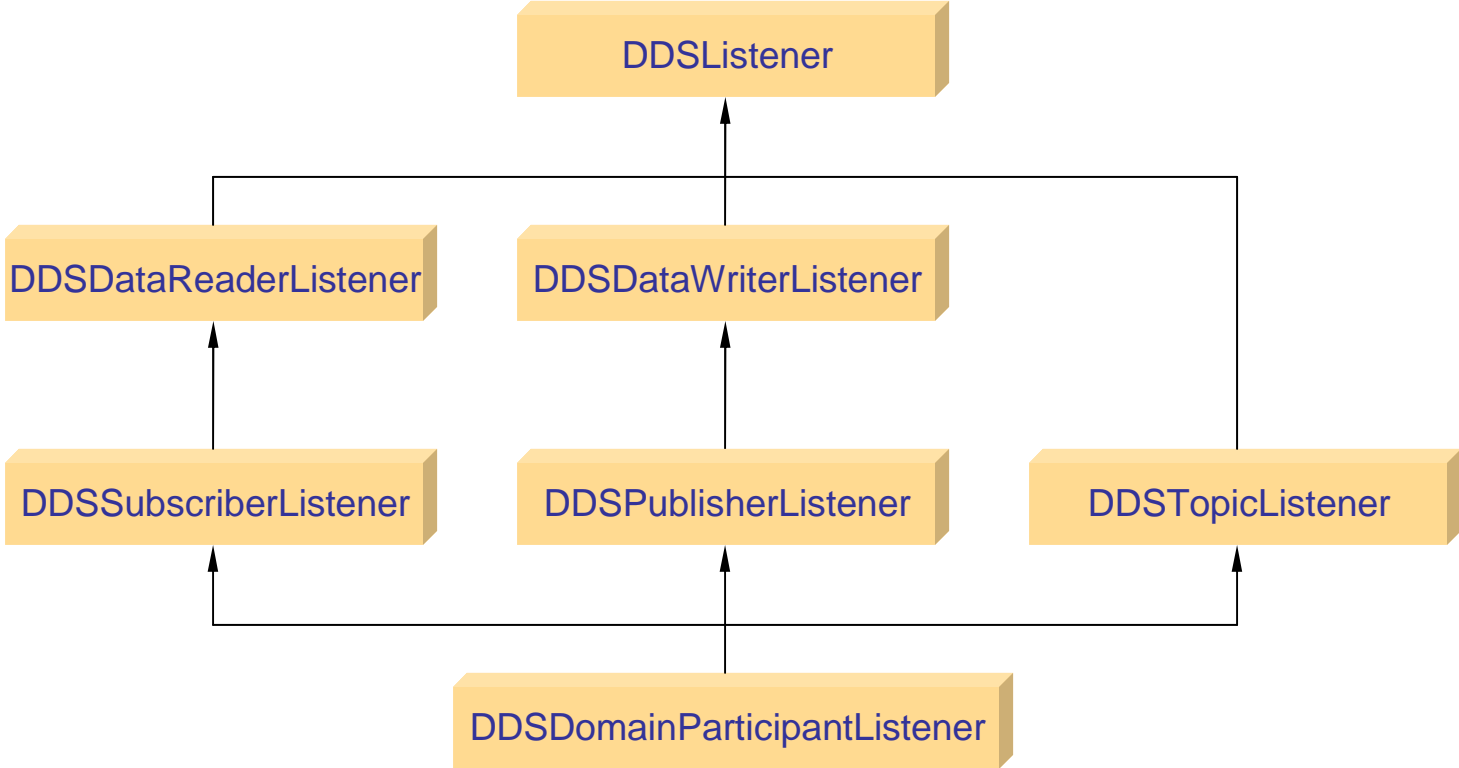 DDSListener
DDSDataReaderListener
DDSDataWriterListener
DDSSubscriberListener
DDSPublisherListener
DDSTopicListener
DDSDomainParticipantListener